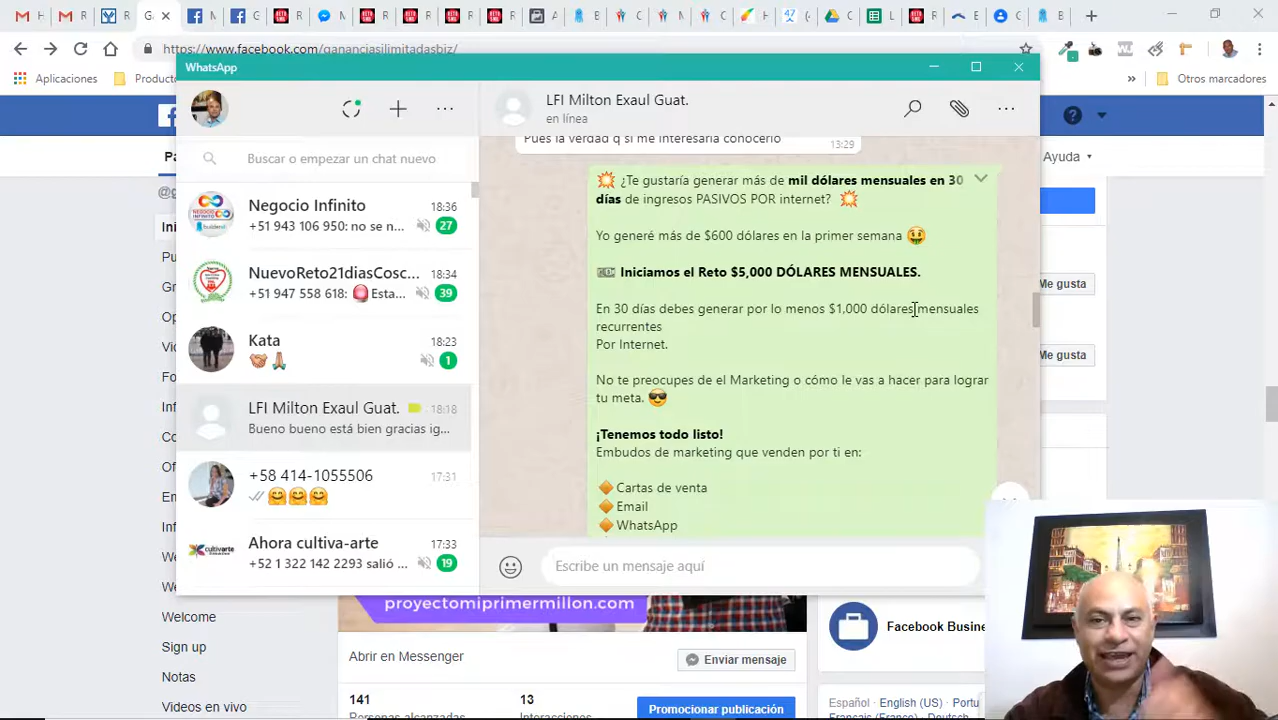 https://www.facebook.com/gananciasilimitadasbiz/
Aplicaciones
Producto
Otros marcadores
WhatsApp
Ayuda
Buscar o empezar un chat nuevo
Negocio Infinito
18:36
+51 943 106 950: no se n...
27
NuevoReto21diasCosc...
18:34
+51 947 558 618:
Esta...
39
Kata
18:23
1
LFI Milton Exaul Guat.
18:18
Bueno bueno está bien gracias ig...
+58 414-1055506
17:31
Ahora cultiva-arte
17:33
+52 1 322 142 2293 salió ...
19
LFI Milton Exaul Guat.
en línea
Pues la verdad q si me interesaria conocerlo
13:29
¿Te gustaría generar más de mil dólares mensuales en 30
días de ingresos PASIVOS POR internet?
Yo generé más de $600 dólares en la primer semana
Iniciamos el Reto $5,000 DÓLARES MENSUALES.
En 30 días debes generar por lo menos $1,000 dólares mensuales
recurrentes
Por Internet.
No te preocupes de el Marketing o cómo le vas a hacer para lograr
tu meta.
¡Tenemos todo listo!
Embudos de marketing que venden por ti en:
Cartas de venta
Email
WhatsApp
Escribe un mensaje aquí
Me gusta
Me gusta
Welcome
Sign up
Notas
Videos en vivo
proyectomiprimermillon.com
Abrir en Messenger
Enviar mensaje
141
13
Personas alcanzadas
Interacciones
Promocionar publicación
Facebook Busine
Español · English (US) · Portu
Français (France) · Deutsch